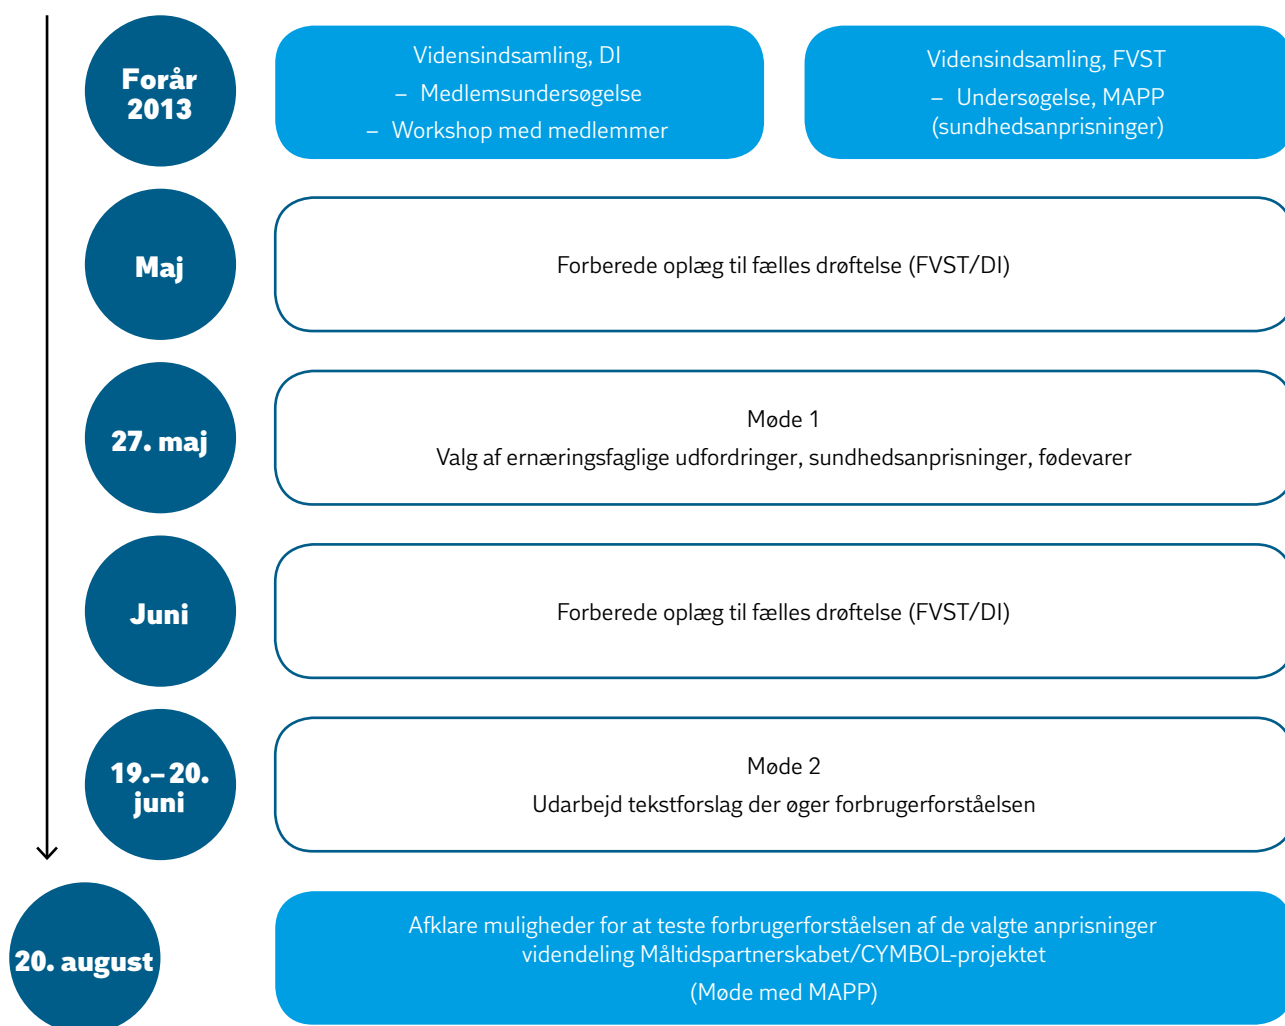 Forår
2013
Vidensindsamling, DI
– Medlemsundersøgelse
– Workshop med medlemmer
Vidensindsamling, FVST
– Undersøgelse, MAPP
(sundhedsanprisninger)
Maj
Forberede oplæg til fælles drøftelse (FVST/DI)
27. maj
Møde 1
Valg af ernæringsfaglige udfordringer, sundhedsanprisninger, fødevarer
Juni
Forberede oplæg til fælles drøftelse (FVST/DI)
19.–20.
juni
Møde 2
Udarbejd tekstforslag der øger forbrugerforståelsen
20. august
Afklare muligheder for at teste forbrugerforståelsen af de valgte anprisninger
videndeling Måltidspartnerskabet/CYMBOL-projektet
(Møde med MAPP)